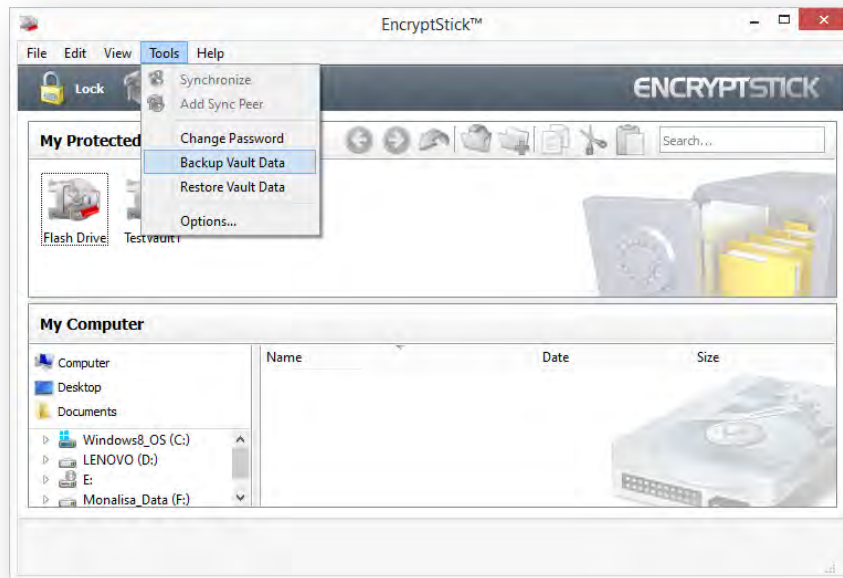 EncryptStick™
File Edit View Tools Help
Lock
ENCRYPTSTICK
Synchronize
Add Sync Peer
Change Password
Backup Vault Data
Restore Vault Data
Options...
My Protected
Search...
Flash Drive TestVault1
My Computer
Computer
Desktop
Documents
Windows8_OS (C:)
LENOVO (D:)
E:
Monalisa_Data (F:)
Name Date Size